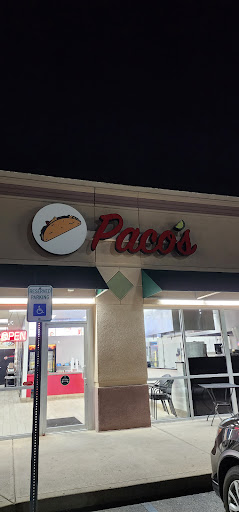 Paco's
RESERVED
PARKING
OPEN